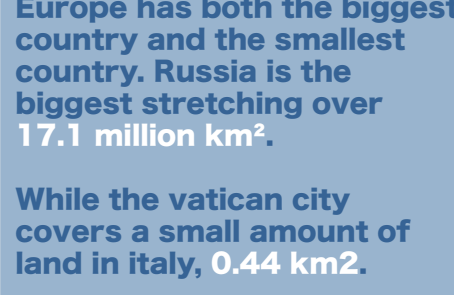 Europe has both the biggest
country and the smallest
country. Russia is the
biggest stretching over
17.1 million km².
While the vatican city
covers a small amount of
land in italy, 0.44 km2.